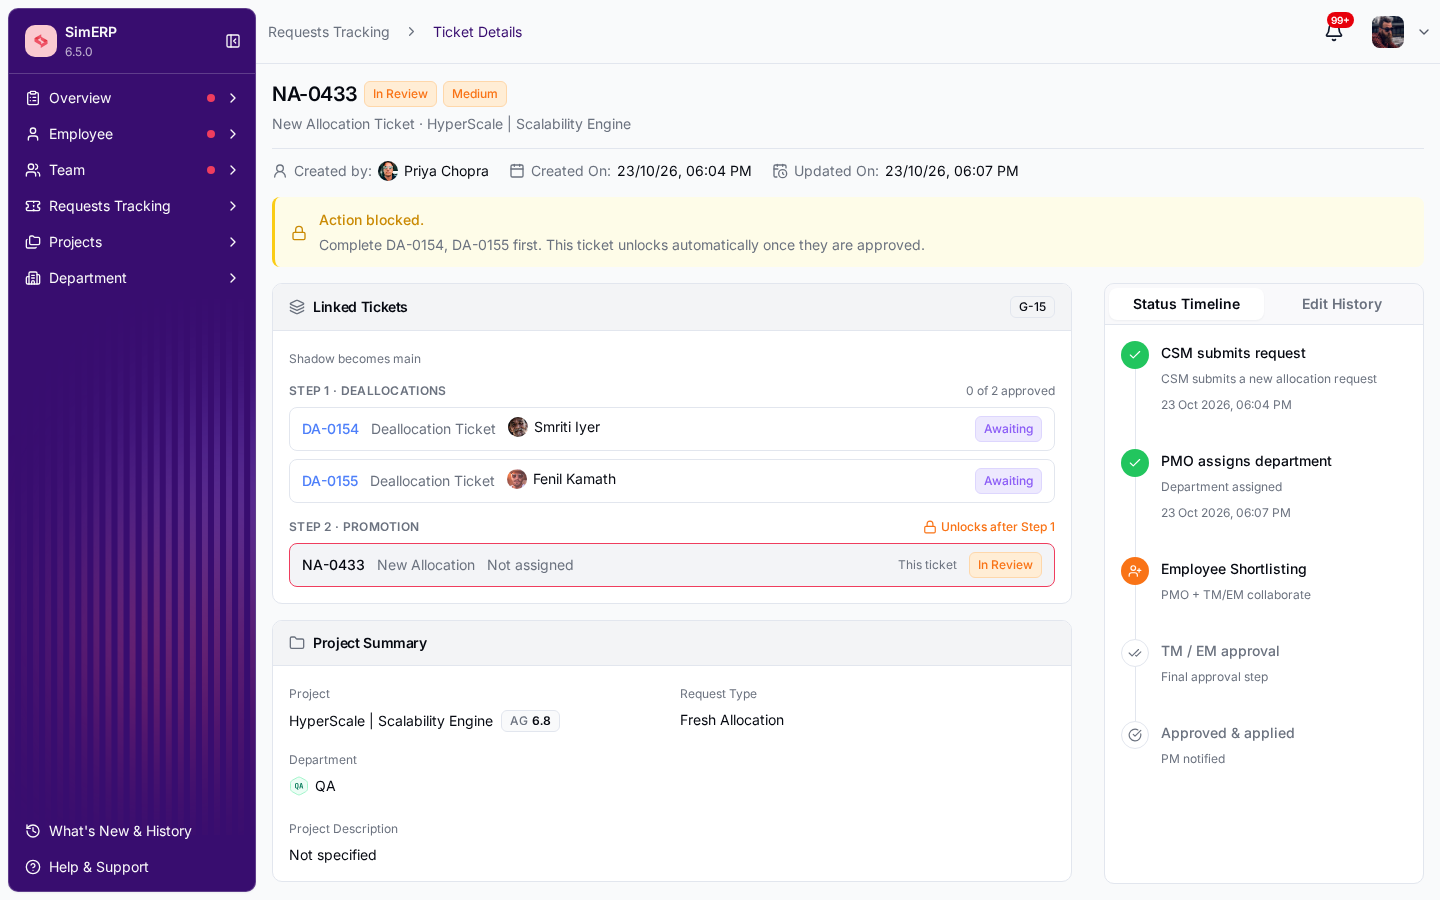 SimERP
6.5.0
Overview
Employee
Team
Requests Tracking
Projects
Department
What's New & History
Help & Support
Requests Tracking
Ticket Details
99+
NA-0433
In Review
Medium
New Allocation Ticket · HyperScale | Scalability Engine
Created by: Priya Chopra
Created On: 23/10/26, 06:04 PM
Updated On: 23/10/26, 06:07 PM
Action blocked.
Complete DA-0154, DA-0155 first. This ticket unlocks automatically once they are approved.
Linked Tickets
G-15
Shadow becomes main
STEP 1 · DEALLOCATIONS
0 of 2 approved
DA-0154 Deallocation Ticket Smriti Iyer Awaiting
DA-0155 Deallocation Ticket Fenil Kamath Awaiting
STEP 2 · PROMOTION
Unlocks after Step 1
NA-0433 New Allocation Not assigned This ticket In Review
Project Summary
Project
HyperScale | Scalability Engine AG 6.8
Request Type
Fresh Allocation
Department
QA QA
Project Description
Not specified
Status Timeline
Edit History
CSM submits request
CSM submits a new allocation request
23 Oct 2026, 06:04 PM
PMO assigns department
Department assigned
23 Oct 2026, 06:07 PM
Employee Shortlisting
PMO + TM/EM collaborate
TM / EM approval
Final approval step
Approved & applied
PM notified